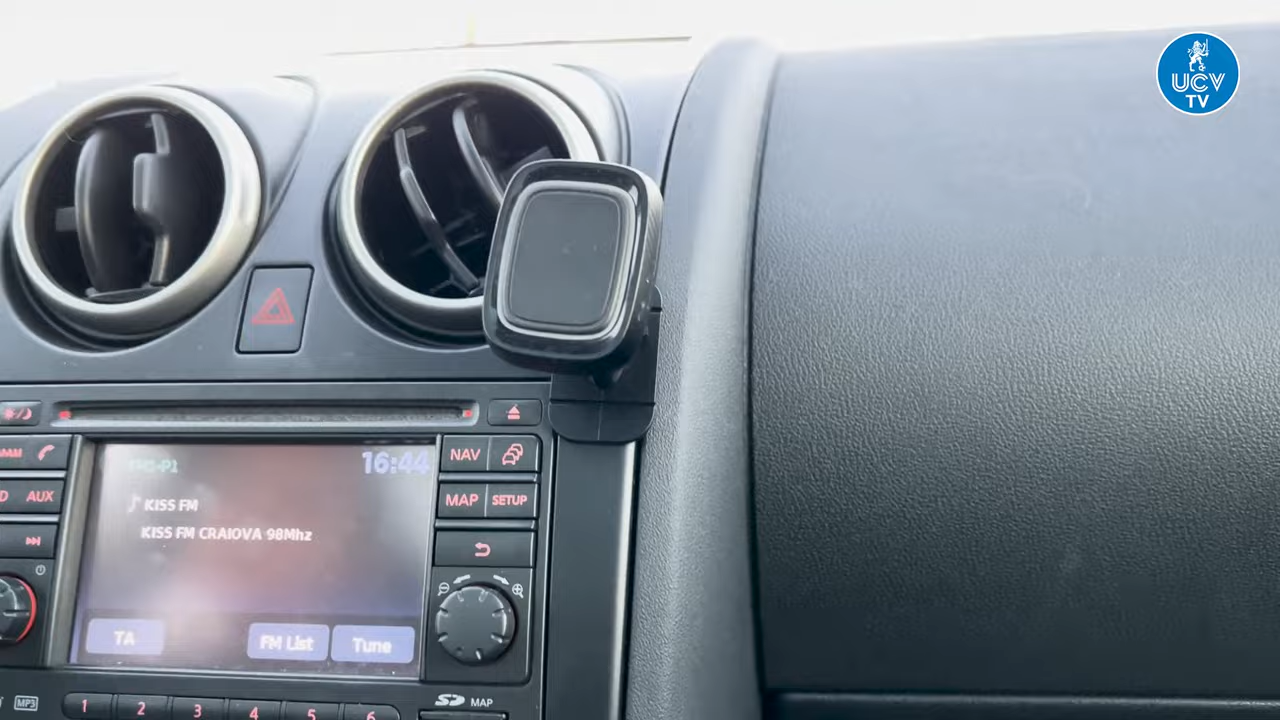 UCV
TV
16:44
KISS FM
KISS FM CRAIOVA 98Mhz
TA
FM List
Tune
AUX
NAV
MAP
SETUP
MP3
1
2
3
4
5
6
SD
MAP